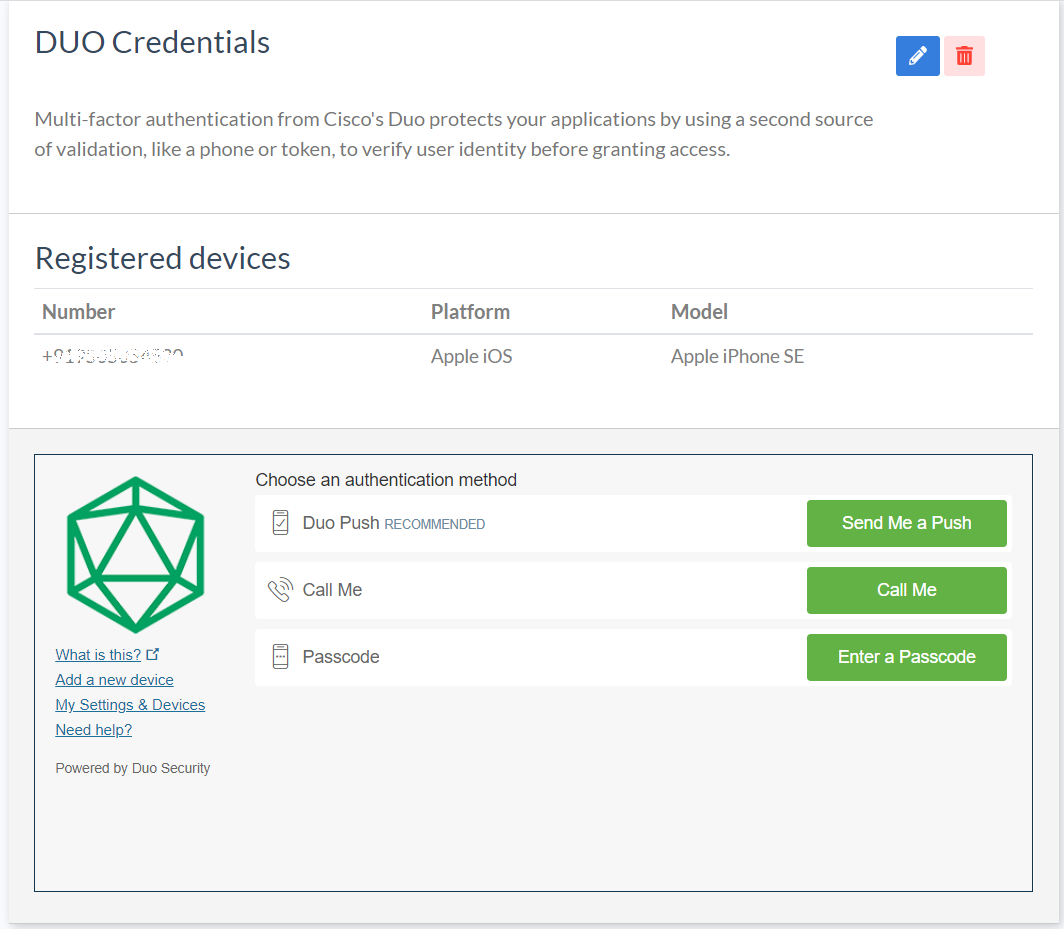 DUO Credentials
Multi-factor authentication from Cisco's Duo protects your applications by using a second source
of validation, like a phone or token, to verify user identity before granting access.
Registered devices
Number Platform Model
Apple iOS Apple iPhone SE
Choose an authentication method
Duo Push RECOMMENDED Send Me a Push
Call Me Call Me
Passcode Enter a Passcode
What is this?
Add a new device
My Settings & Devices
Need help?
Powered by Duo Security